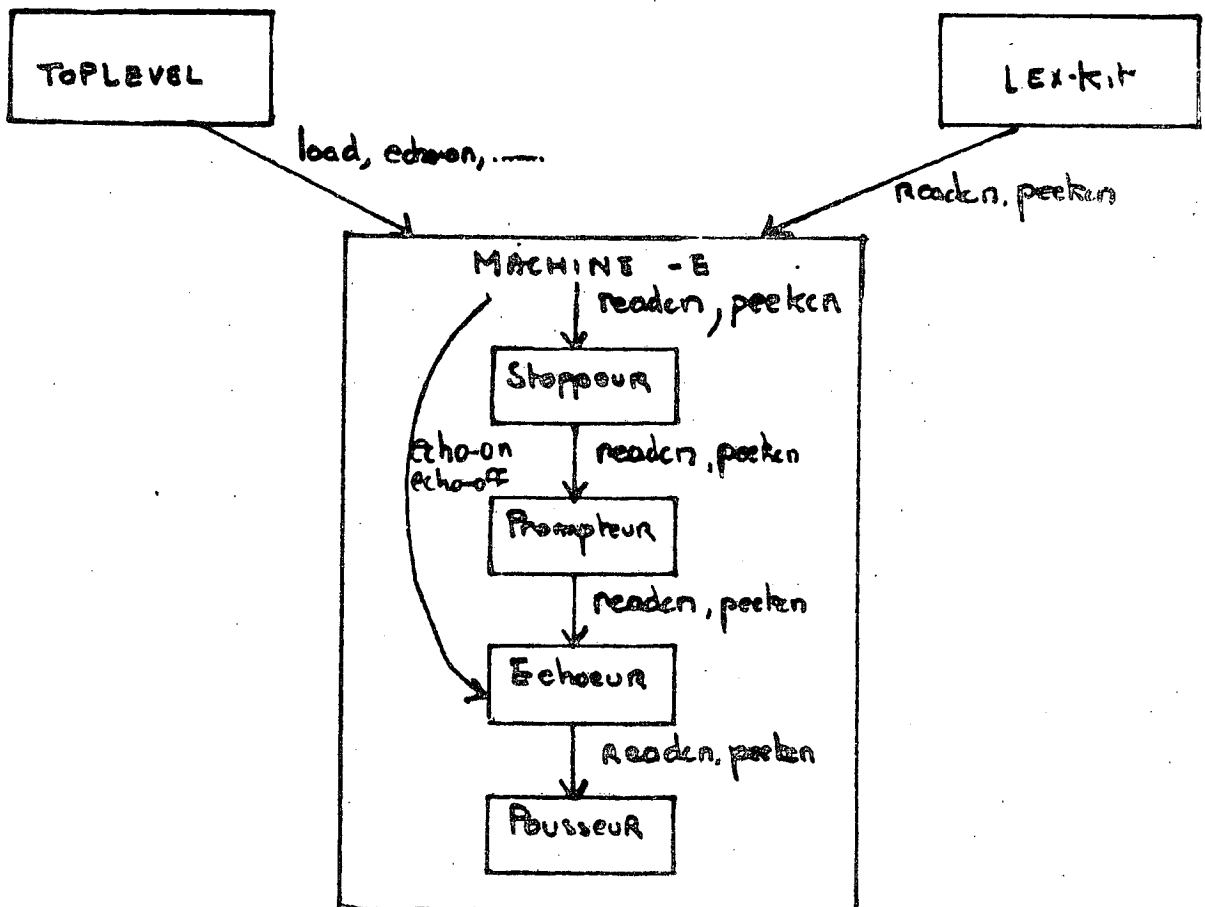 TOPLEVEL
LEX-kit
load, echo-on, ......
readcn, peekcn
MACHINE -E
readcn, peekcn
Stoppeur
echo-on
echo-off
readcn, peekcn
Prompteur
readcn, peekcn
Echoeur
readcn, peekcn
Pousseur